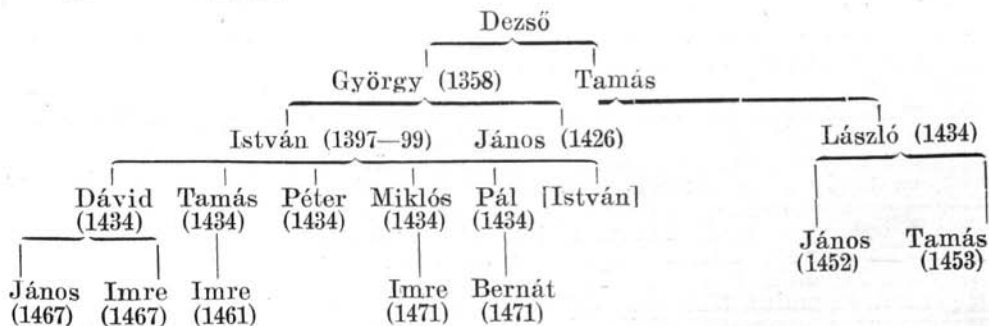 Dezső
György (1358) Tamás
István (1397—99) János (1426) László (1434)
Dávid Tamás Péter Miklós Pál [István]
(1434) (1434) (1434) (1434) (1434)
János Tamás
(1452) (1453)
János Imre Imre Imre Bernát
(1467) (1467) (1461) (1471) (1471)